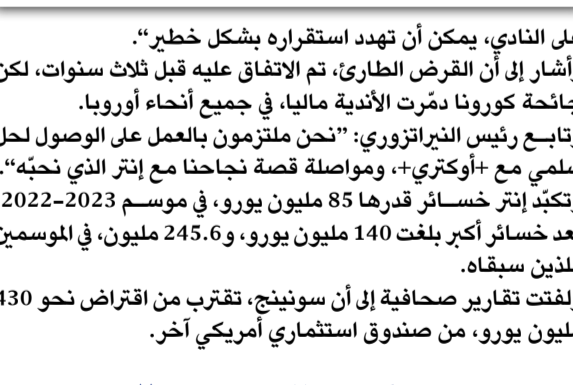 على النادي، يمكن أن تهدد استقراره بشكل خطير“.
وأشار إلى أن القرض الطارئ، تم الاتفاق عليه قبل ثلاث سنوات، لكن
جائحة كورونا دمّرت الأندية ماليا، في جميع أنحاء أوروبا.
وتابــع رئيس النيراتزوري: ”نحن ملتزمون بالعمل على الوصول لحل
سلمي مع +أوكتري+، ومواصلة قصة نجاحنا مع إنتر الذي نحبّه“.
وتكبّد إنتر خســائر قدرها 85 مليون يورو، في موســم 2023–2022
بعد خسائر أكبر بلغت 140 مليون يورو، و245.6 مليون، في الموسمين
اللذين سبقاه.
ولفتت تقارير صحافية إلى أن سونينج، تقترب من اقتراض نحو 430
مليون يورو، من صندوق استثماري أمريكي آخر.